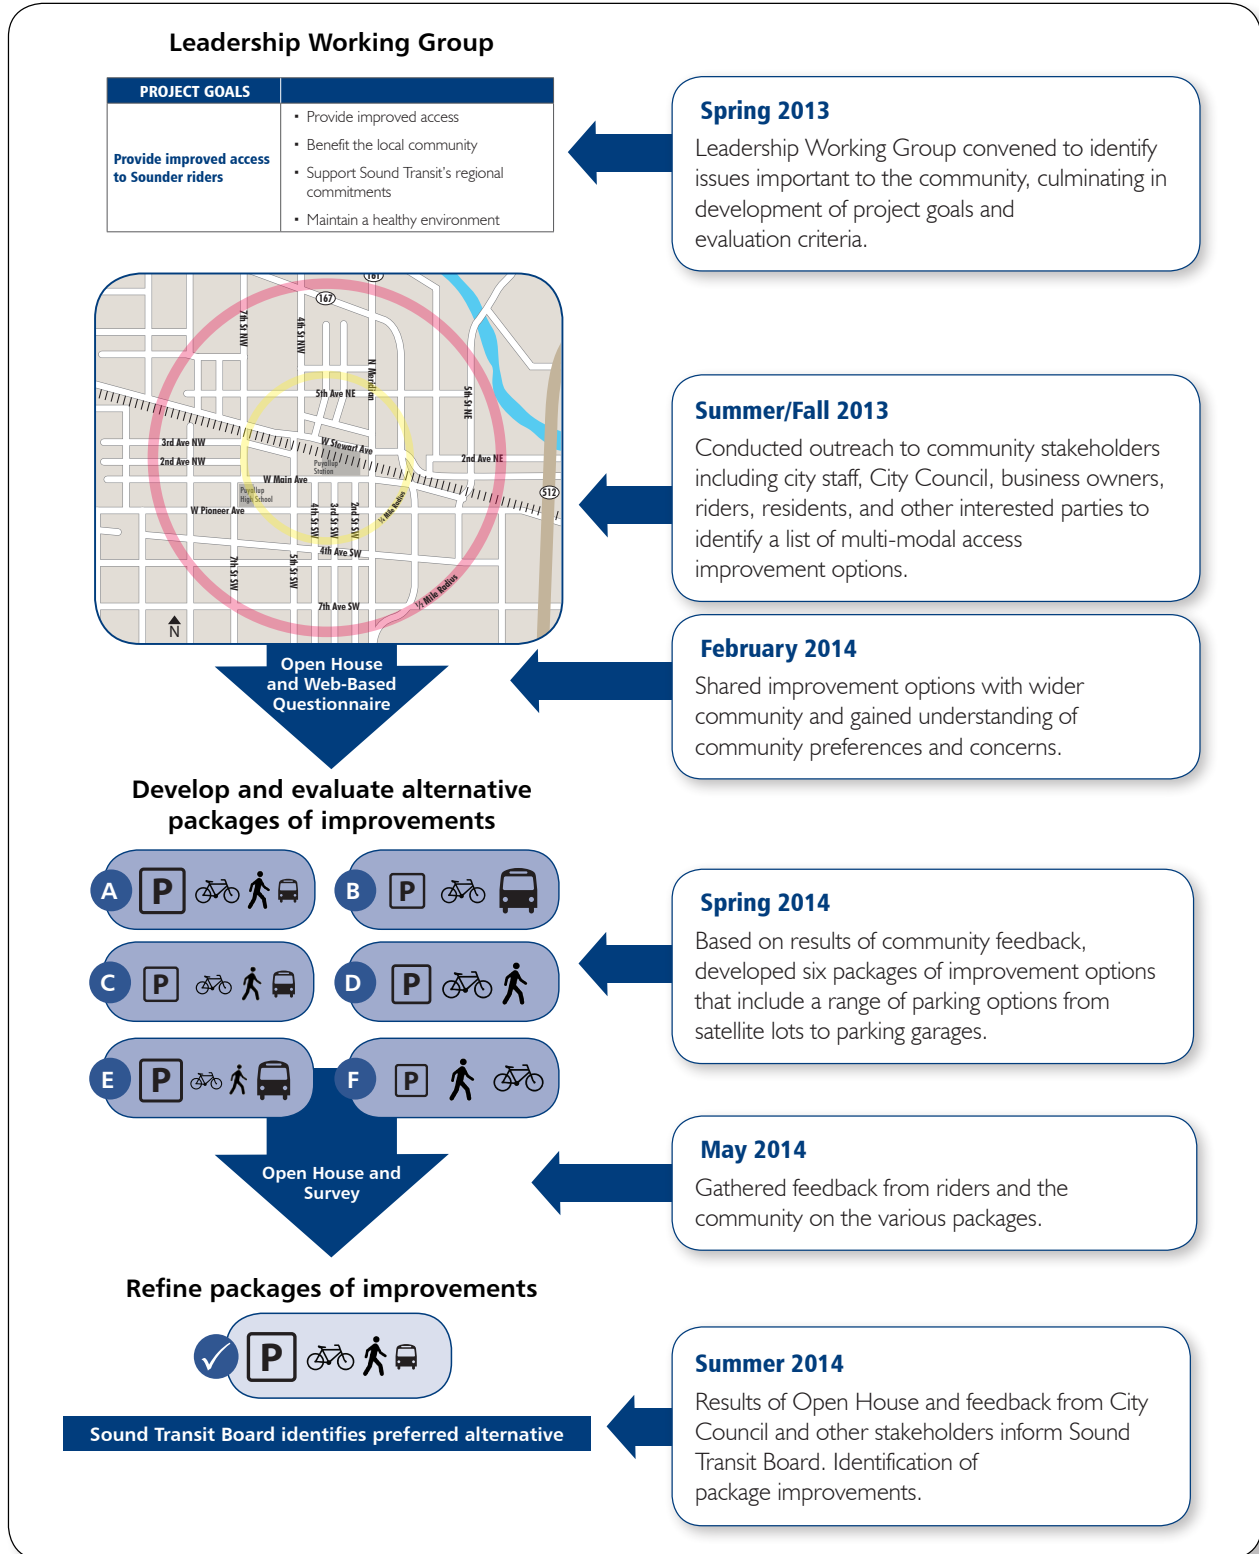 Leadership Working Group
PROJECT GOALS
Provide improved access
to Sounder riders
• Provide improved access
• Benefit the local community
• Support Sound Transit's regional
commitments
• Maintain a healthy environment
Spring 2013
Leadership Working Group convened to identify
issues important to the community, culminating in
development of project goals and
evaluation criteria.
161
167
7th St NW
4th St NW
N Meridian
5th Ave NE
5th St NE
3rd Ave NW
W Stewart Ave
2nd Ave NW
Puyallup
Station
2nd Ave NE
W Main Ave
Puyallup
High School
512
W Pioneer Ave
4th St SW
3rd St SW
2nd St SW
¼ Mile Radius
4th Ave SW
7th St SW
5th St SW
½ Mile Radius
7th Ave SW
N
Summer/Fall 2013
Conducted outreach to community stakeholders
including city staff, City Council, business owners,
riders, residents, and other interested parties to
identify a list of multi-modal access
improvement options.
Open House
and Web-Based
Questionnaire
February 2014
Shared improvement options with wider
community and gained understanding of
community preferences and concerns.
Develop and evaluate alternative
packages of improvements
A P
B P
C P
D P
E P
F P
Spring 2014
Based on results of community feedback,
developed six packages of improvement options
that include a range of parking options from
satellite lots to parking garages.
Open House and
Survey
May 2014
Gathered feedback from riders and the
community on the various packages.
Refine packages of improvements
P
Sound Transit Board identifies preferred alternative
Summer 2014
Results of Open House and feedback from City
Council and other stakeholders inform Sound
Transit Board. Identification of
package improvements.